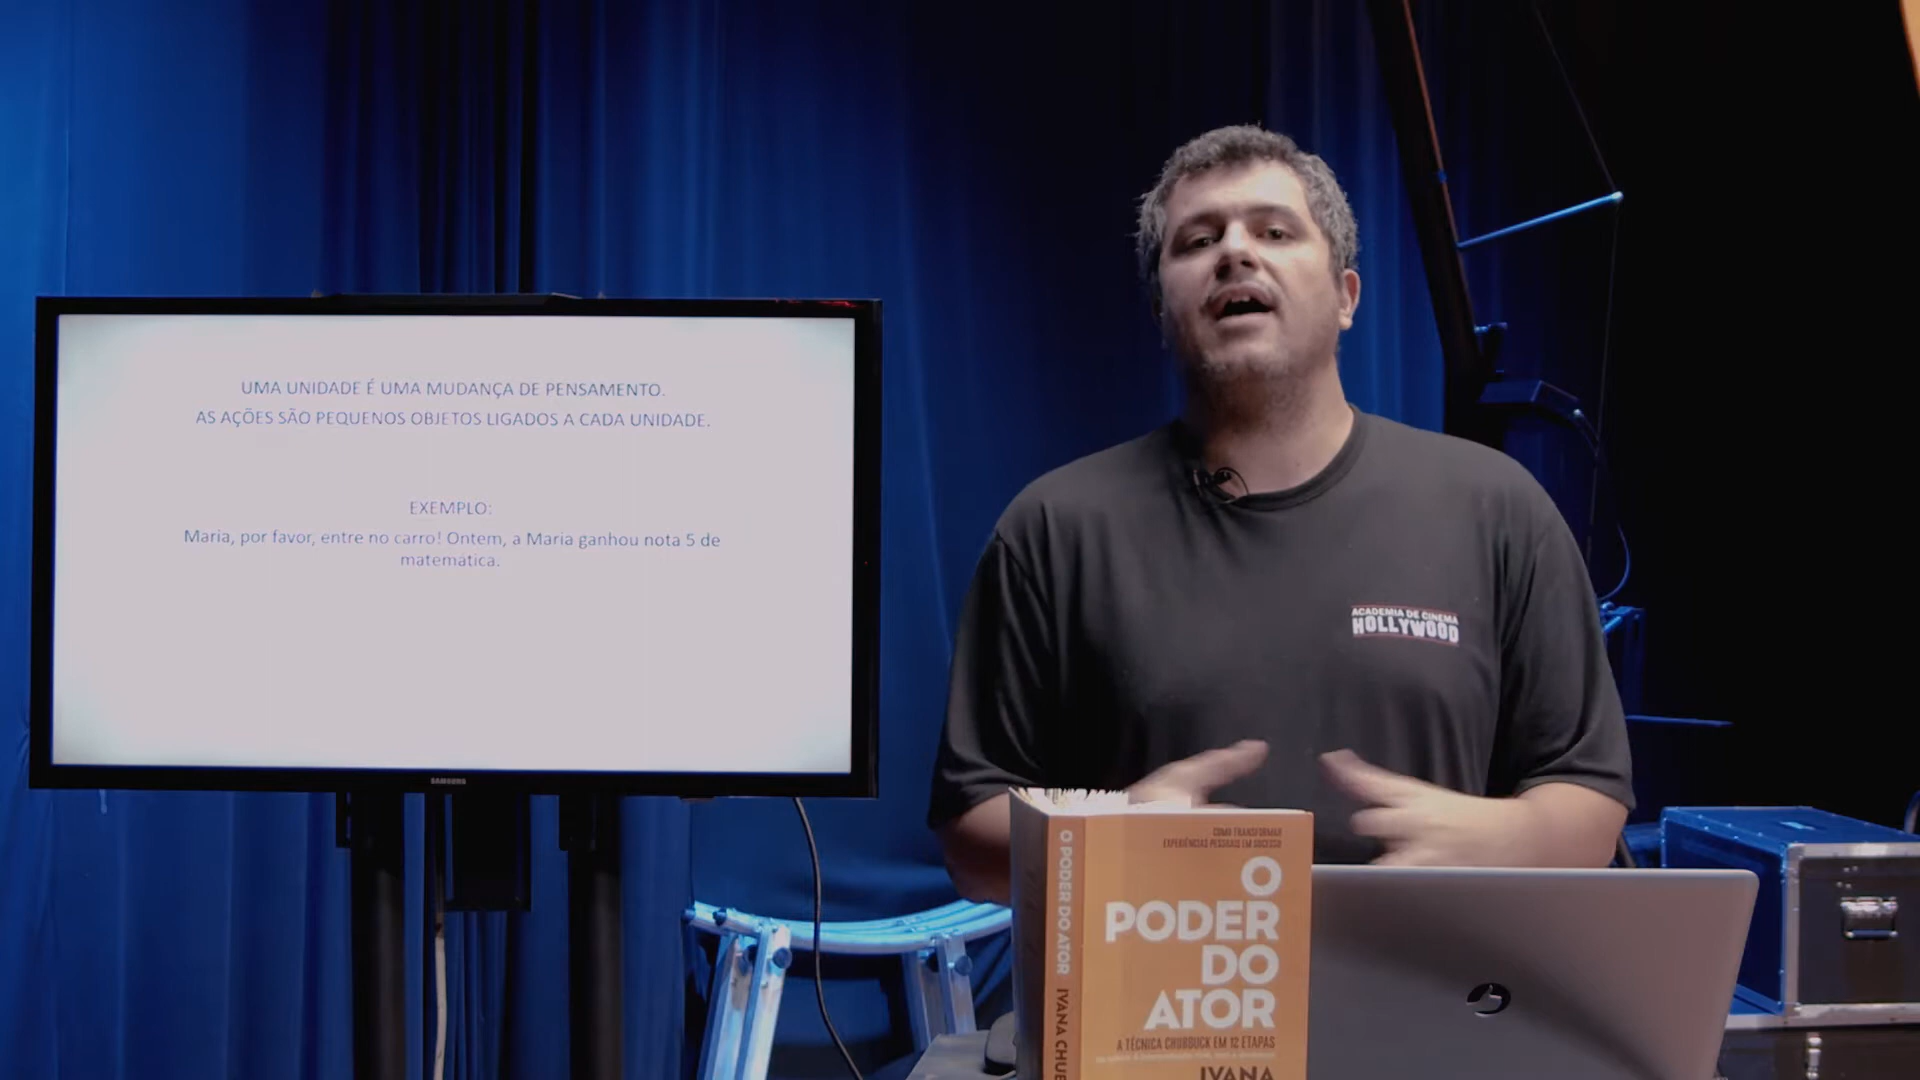 UMA UNIDADE É UMA MUDANÇA DE PENSAMENTO.
AS AÇÕES SÃO PEQUENOS OBJETOS LIGADOS A CADA UNIDADE.
EXEMPLO:
Maria, por favor, entre no carro! Ontem, a Maria ganhou nota 5 de
matemática.
SAMSUNG
ACADEMIA DE CINEMA
HOLLYWOOD
O PODER DO ATOR IVANA CHUB
COMO TRANSFORMAR
EXPERIÊNCIAS PESSOAIS EM SUCESSO
O
PODER
DO
ATOR
A TÉCNICA CHUBBUCK EM 12 ETAPAS
IVANA